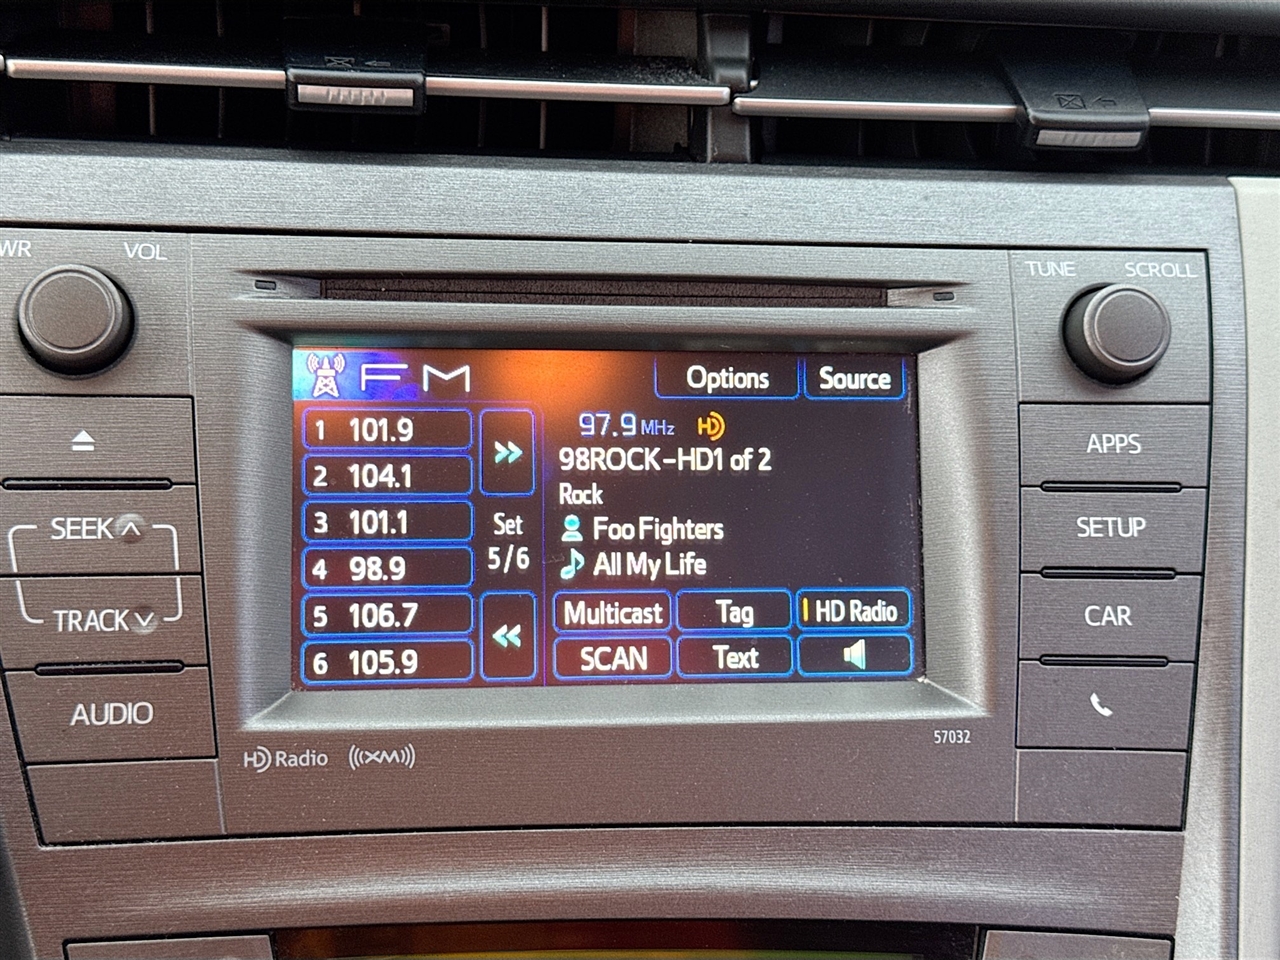 WR VOL
TUNE SCROLL
FM
Options
Source
1 101.9
2 104.1
3 101.1
4 98.9
5 106.7
6 105.9
Set
5/6
97.9 MHz HD
98ROCK-HD1 of 2
Rock
Foo Fighters
All My Life
Multicast
Tag
HD Radio
SCAN
Text
SEEK
TRACK
AUDIO
APPS
SETUP
CAR
HD Radio ((XM))
57032